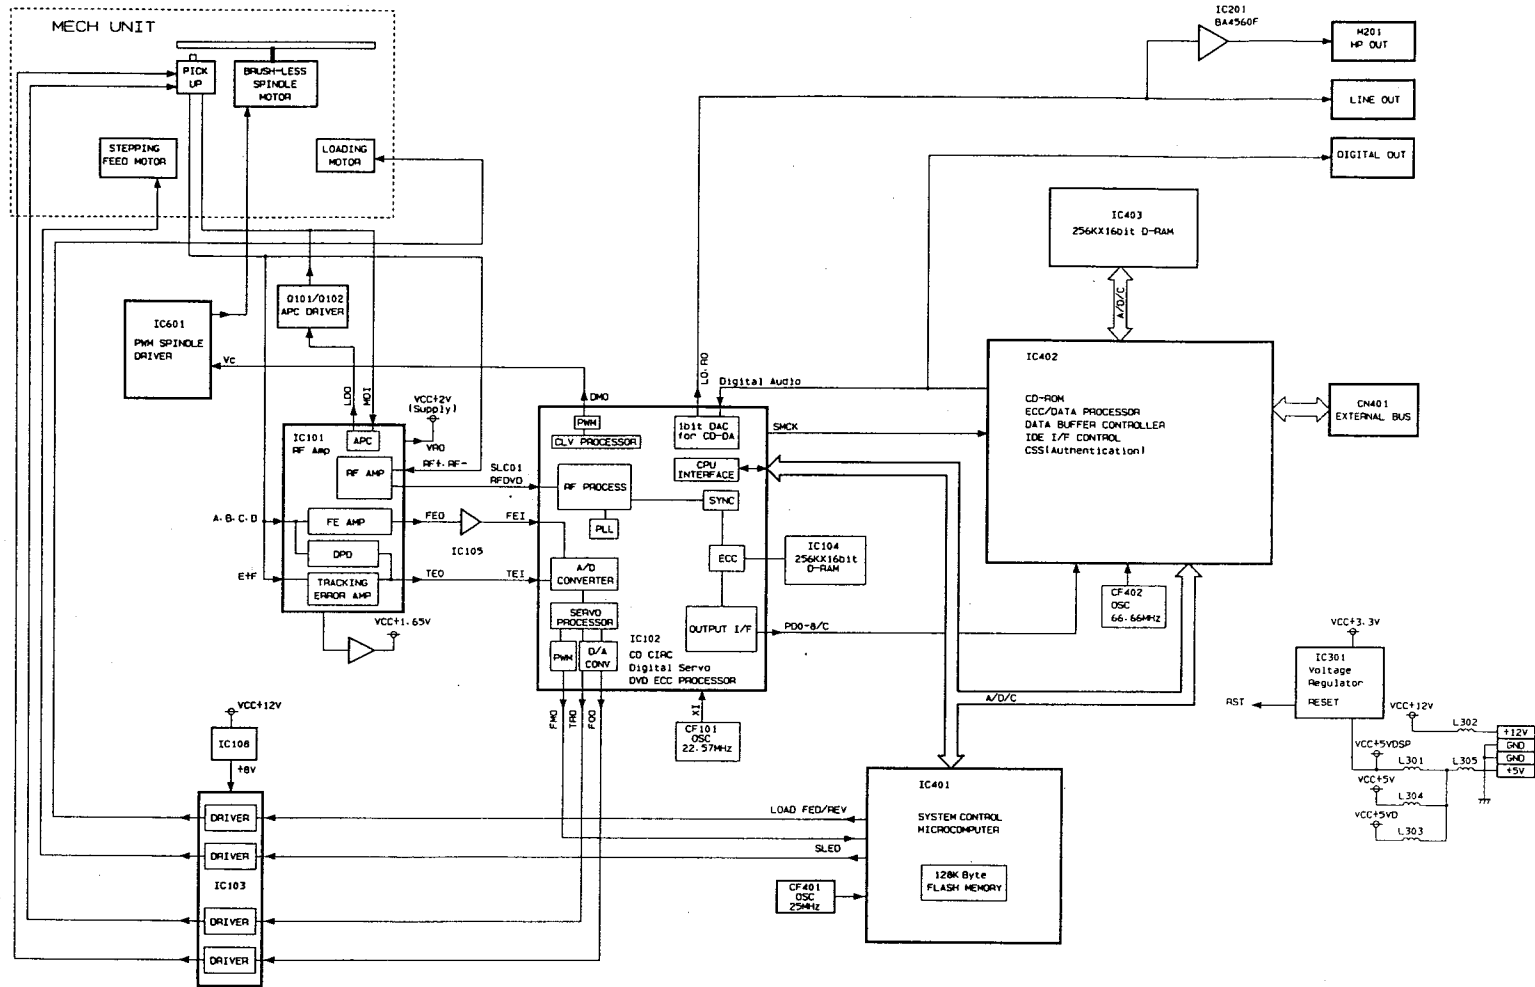 MECH UNIT
PICK
UP
BRUSH-LESS
SPINDLE
MOTOR
STEPPING
FEED MOTOR
LOADING
MOTOR
IC201
BA4560F
M201
HP OUT
LINE OUT
DIGITAL OUT
IC403
256KX16bit D-RAM
A/D/C
IC601
PWM SPINDLE
DRIVER
Q101/Q102
APC DRIVER
Vc
LDO
MDI
VCC+2V
(Supply)
VRO
IC101
RF Amp
APC
RF AMP
RF+.RF-
A.B.C.D
FE AMP
DPD
E+F
TRACKING
ERROR AMP
VCC+1.65V
SLCO1
RFDVD
FEO
FEI
IC105
TEO
TEI
DMO
PWM
CLV PROCESSOR
LO.RO
Digital Audio
1bit DAC
for CD-DA
SMCK
CPU
INTERFACE
RF PROCESS
SYNC
PLL
ECC
IC104
256KX16bit
D-RAM
A/D
CONVERTER
SERVO
PROCESSOR
PWM
D/A
CONV
OUTPUT I/F
PDO-8/C
IC102
CD CIRC
Digital Servo
DVD ECC PROCESSOR
FMO
TRO
FOO
XI
CF101
OSC
22.57MHz
IC402
CD-ROM
ECC/DATA PROCESSOR
DATA BUFFER CONTROLLER
IDE I/F CONTROL
CSS(Authentication)
CN401
EXTERNAL BUS
CF402
OSC
66.66MHz
A/D/C
VCC+3.3V
IC301
Voltage
Regulator
RESET
RST
VCC+12V
L302
+12V
GND
GND
+5V
VCC+5VDSP
L301
L305
VCC+5V
L304
VCC+5VD
L303
VCC+12V
IC108
+8V
DRIVER
DRIVER
IC103
DRIVER
DRIVER
LOAD FED/REV
SLED
IC401
SYSTEM CONTROL
MICROCOMPUTER
128K Byte
FLASH MEMORY
CF401
OSC
25MHz